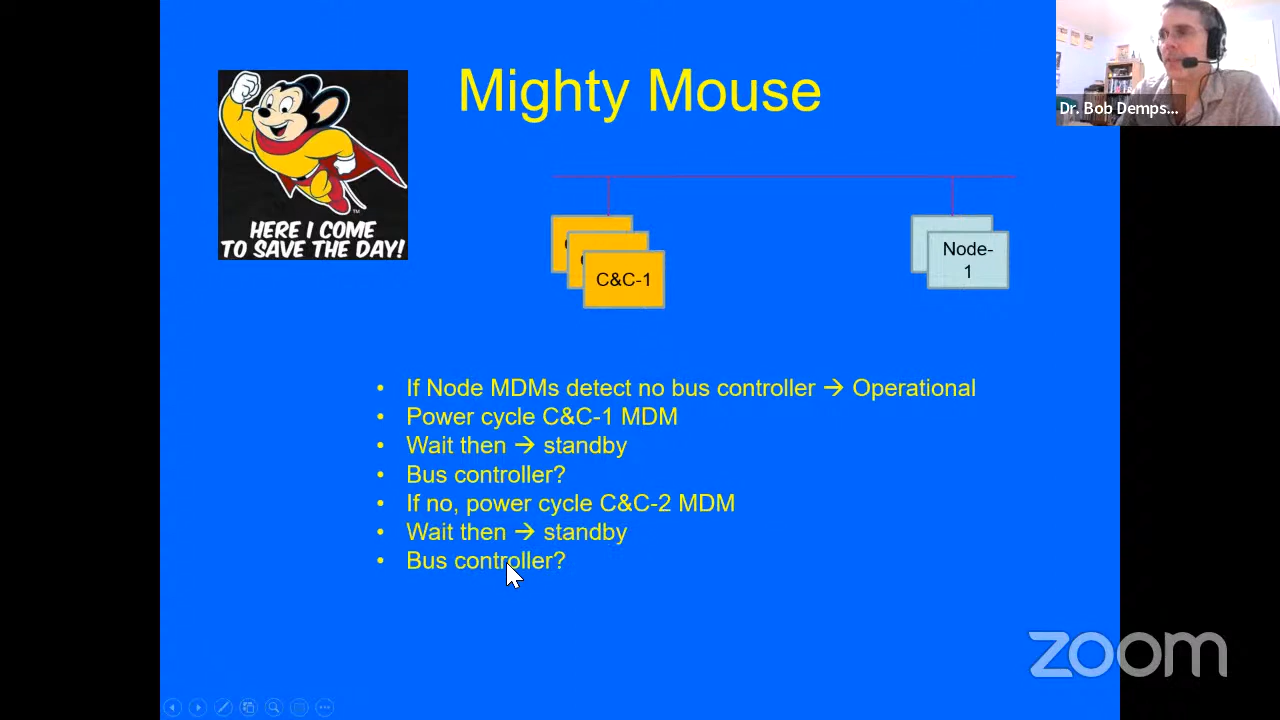 Mighty Mouse
Dr. Bob Demps...
HERE I COME
TO SAVE THE DAY!
TM
C&C-1
Node-
1
• If Node MDMs detect no bus controller → Operational
• Power cycle C&C-1 MDM
• Wait then → standby
• Bus controller?
• If no, power cycle C&C-2 MDM
• Wait then → standby
• Bus controller?
zoom